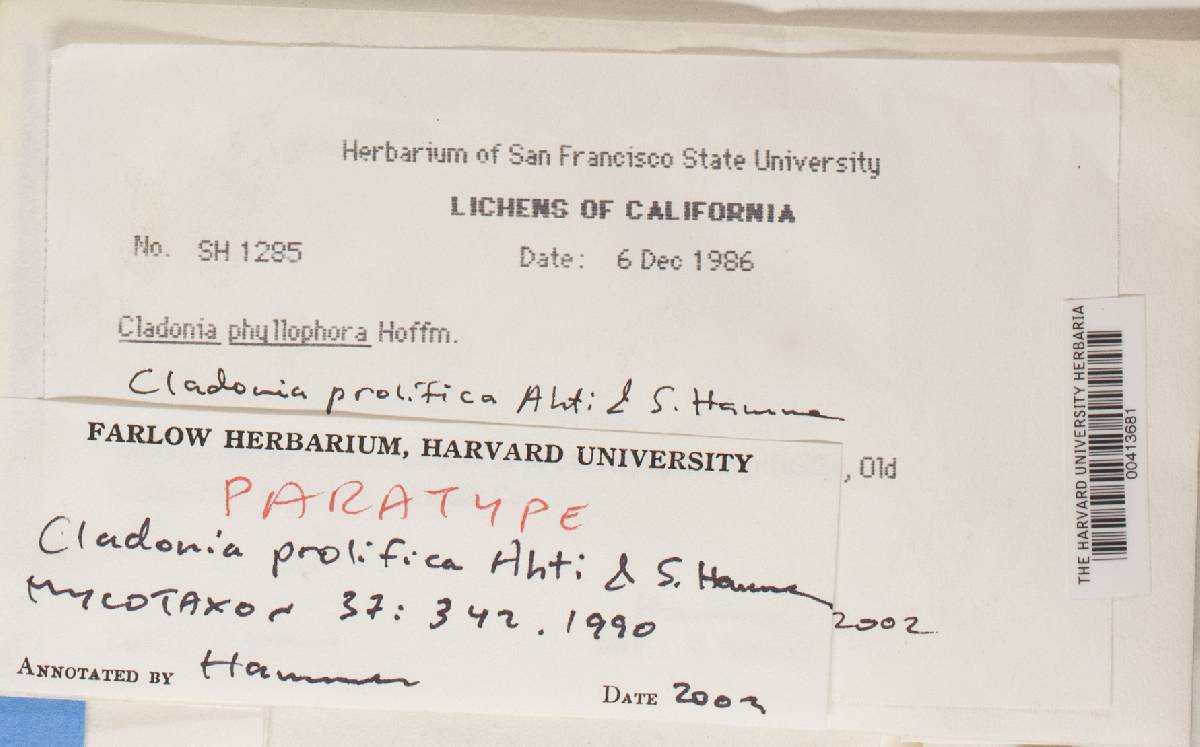 Herbarium of San Francisco State University
LICHENS OF CALIFORNIA
No. SH 1285 Date: 6 Dec 1986
Cladonia phyllophora Hoffm.
Cladonia prolifica Ahti & S. Hammer
, Old
FARLOW HERBARIUM, HARVARD UNIVERSITY
PARATYPE
Cladonia prolifica Ahti & S. Hammer
MYCOTAXON 37: 342. 1990
2002
ANNOTATED BY Hammer
DATE 2002
THE HARVARD UNIVERSITY HERBARIA
00413681